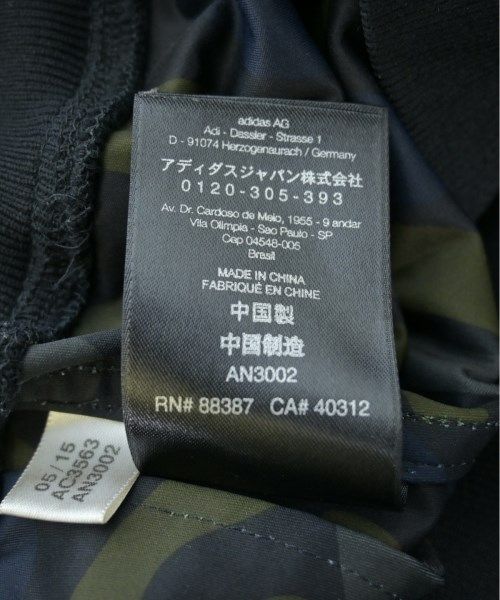 adidas AG
Adi - Dassler - Strasse 1
D - 91074 Herzogenaurach / Germany
アディダスジャパン株式会社
0120-305-393
Av. Dr. Cardoso de Melo, 1955 - 9 andar
Vila Olimpia - Sao Paulo - SP
Cep 04548-005
Brasil
MADE IN CHINA
FABRIQUÉ EN CHINE
中国製
中国制造
AN3002
RN# 88387 CA# 40312
05/15
AC3563
AN3002